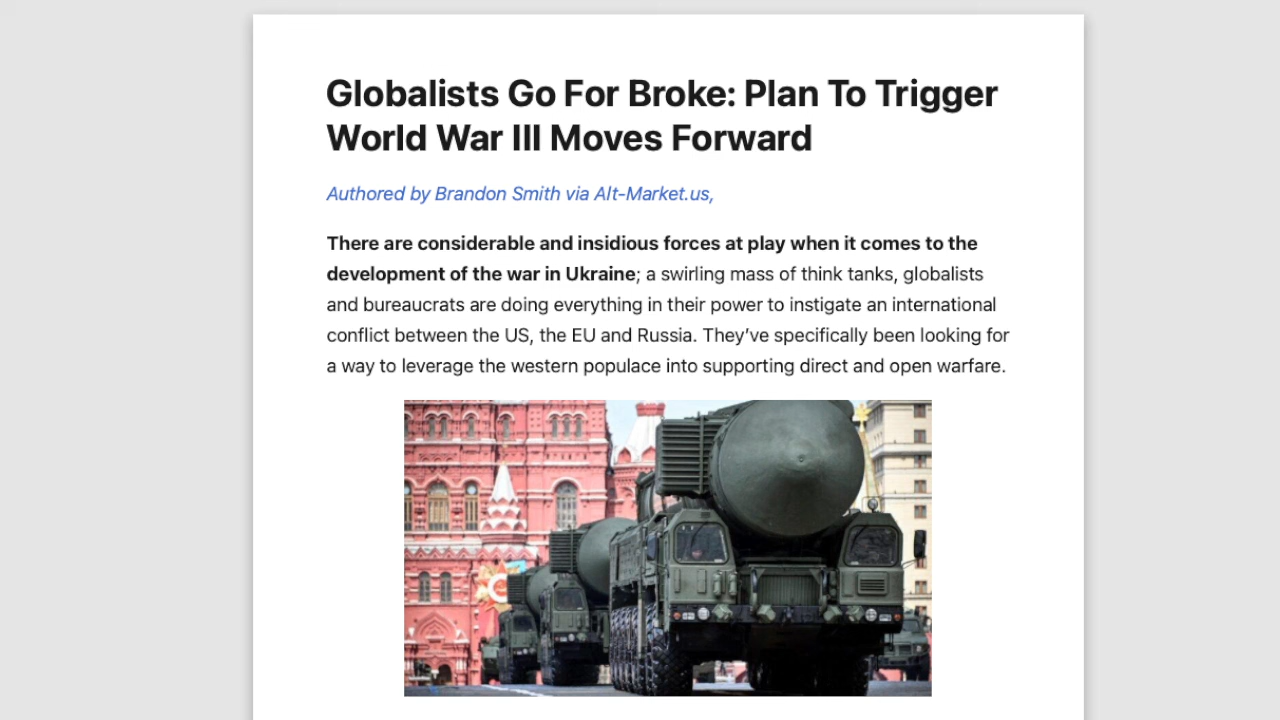 Globalists Go For Broke: Plan To Trigger
World War III Moves Forward
Authored by Brandon Smith via Alt-Market.us,
There are considerable and insidious forces at play when it comes to the
development of the war in Ukraine; a swirling mass of think tanks, globalists
and bureaucrats are doing everything in their power to instigate an international
conflict between the US, the EU and Russia. They’ve specifically been looking for
a way to leverage the western populace into supporting direct and open warfare.